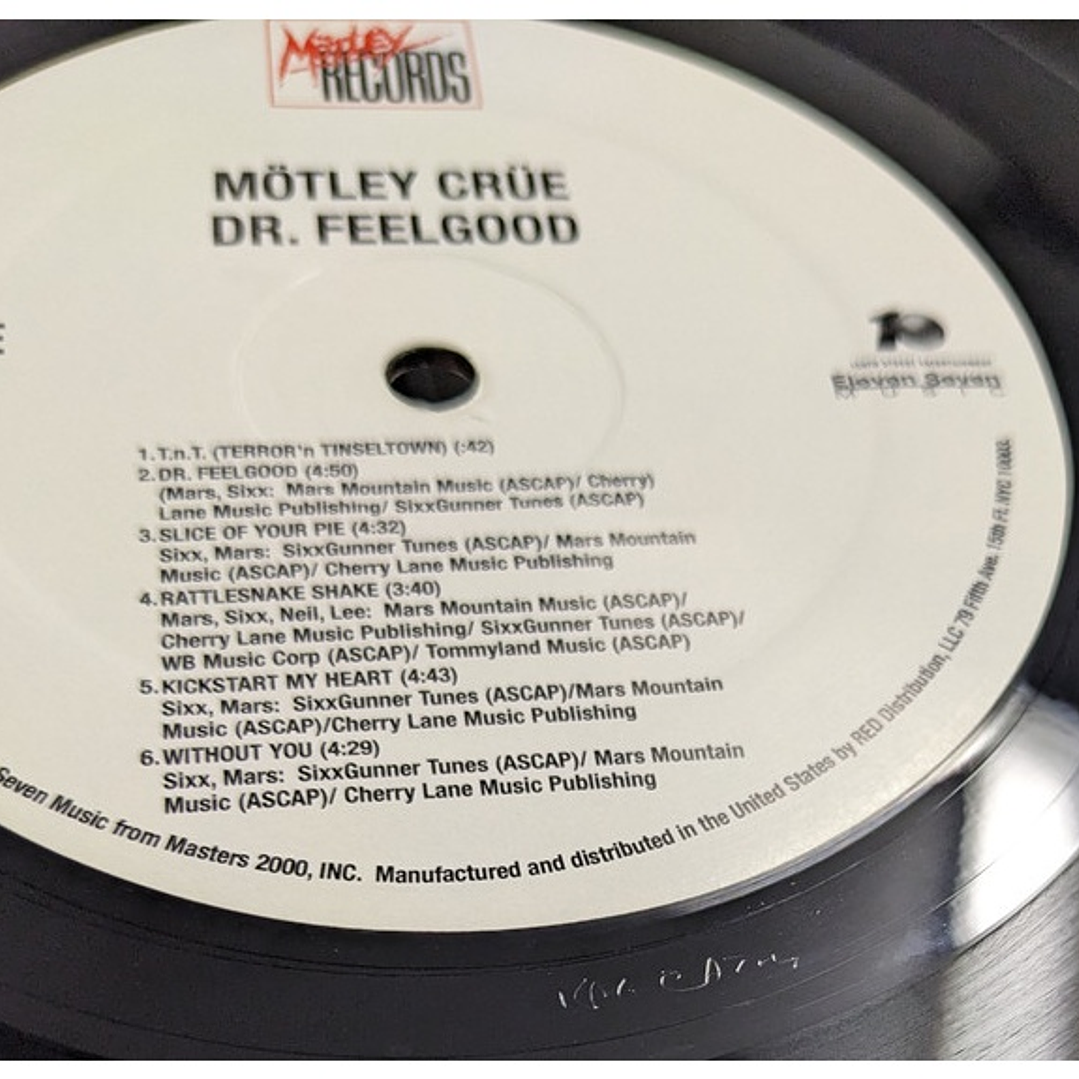 Mötley
RECORDS
MÖTLEY CRÜE
DR. FEELGOOD
10
Eleven Seven
1. T.n.T. (TERROR'n TINSELTOWN) (:42)
2. DR. FEELGOOD (4:50)
(Mars, Sixx: Mars Mountain Music (ASCAP)/ Cherry)
Lane Music Publishing/ SixxGunner Tunes (ASCAP)
3. SLICE OF YOUR PIE (4:32)
Sixx, Mars: SixxGunner Tunes (ASCAP)/ Mars Mountain
Music (ASCAP)/ Cherry Lane Music Publishing
4. RATTLESNAKE SHAKE (3:40)
Mars, Sixx, Neil, Lee: Mars Mountain Music (ASCAP)/
Cherry Lane Music Publishing/ SixxGunner Tunes (ASCAP)/
WB Music Corp (ASCAP)/ Tommyland Music (ASCAP)
5. KICKSTART MY HEART (4:43)
Sixx, Mars: SixxGunner Tunes (ASCAP)/Mars Mountain
Music (ASCAP)/Cherry Lane Music Publishing
6. WITHOUT YOU (4:29)
Sixx, Mars: SixxGunner Tunes (ASCAP)/ Mars Mountain
Music (ASCAP)/ Cherry Lane Music Publishing
Seven Music from Masters 2000, INC. Manufactured and distributed in the United States by RED Distribution, LLC 79 Fifth Ave. 15th Fl. NYC 10003.